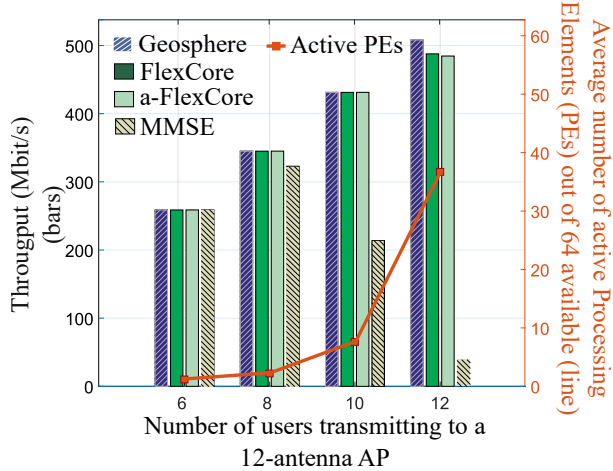 Geosphere
Active PEs
FlexCore
a-FlexCore
MMSE
500
400
300
200
100
0
Througput (Mbit/s)
(bars)
60
50
40
30
20
10
0
Average number of active Processing
Elements (PEs) out of 64 available (line)
6 8 10 12
Number of users transmitting to a
12-antenna AP